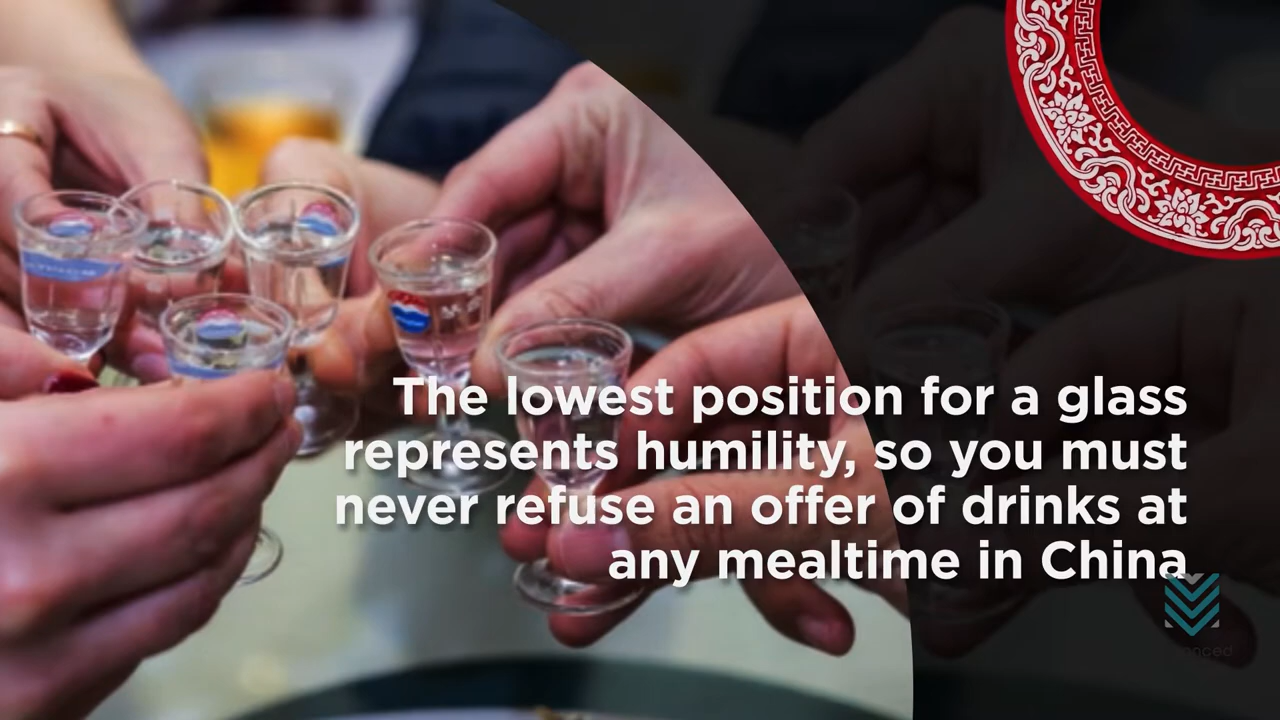 The lowest position for a glass
represents humility, so you must
never refuse an offer of drinks at
any mealtime in China